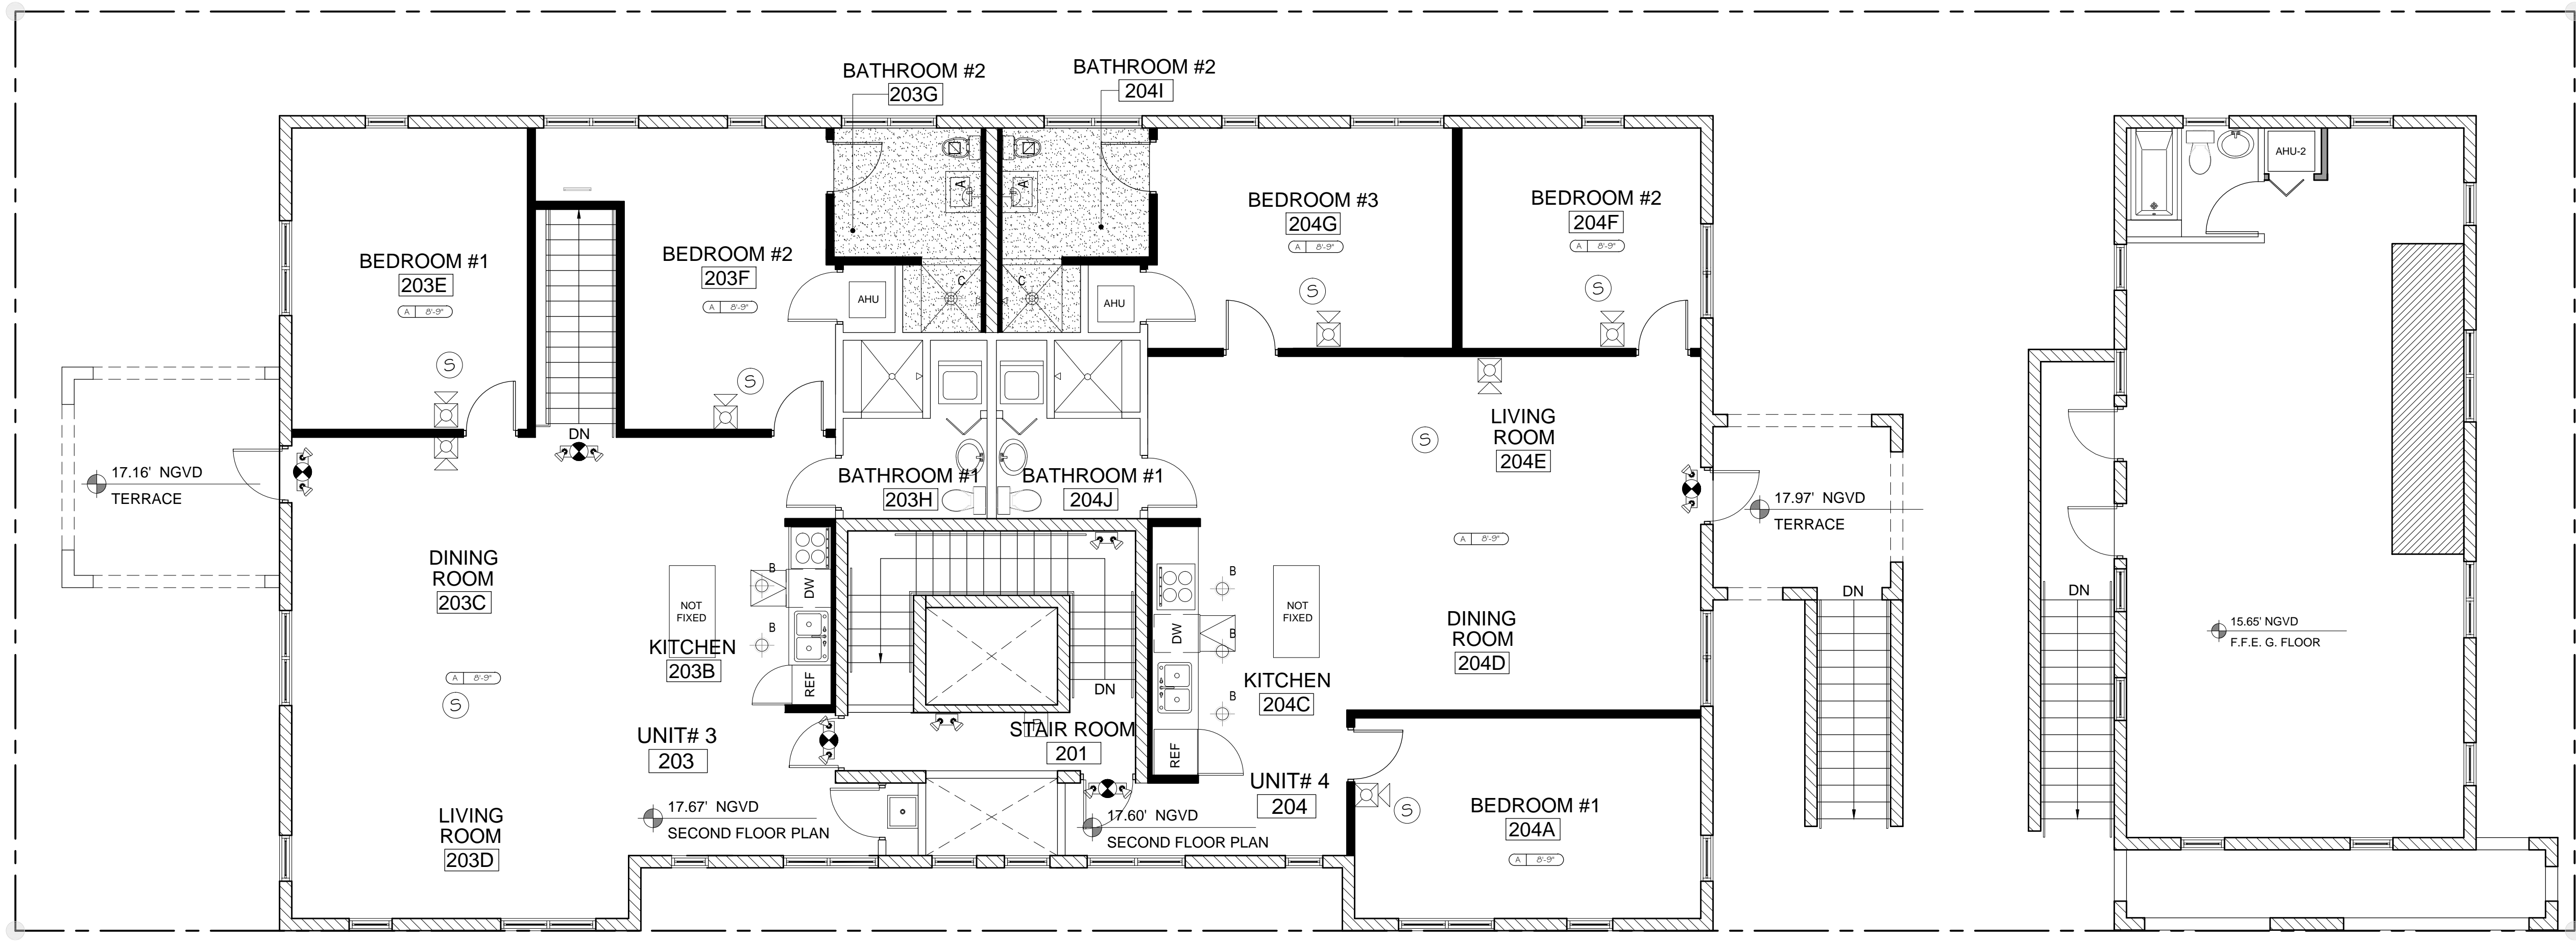 BATHROOM #2
203G
BATHROOM #2
204I
A
A
C
C
AHU
AHU
BEDROOM #1
203E
A 8'-9"
S
BEDROOM #2
203F
A 8'-9"
S
BEDROOM #3
204G
A 8'-9"
S
BEDROOM #2
204F
A 8'-9"
S
AHU-2
DN
17.16' NGVD
TERRACE
BATHROOM #1
203H
BATHROOM #1
204J
LIVING
ROOM
204E
S
A 8'-9"
17.97' NGVD
TERRACE
DINING
ROOM
203C
NOT
FIXED
B
B
DW
REF
KITCHEN
203B
A 8'-9"
S
UNIT# 3
203
DN
STAIR ROOM
201
B
B
B
DW
REF
NOT
FIXED
KITCHEN
204C
DINING
ROOM
204D
DN
DN
15.65' NGVD
F.F.E. G. FLOOR
UNIT# 4
204
LIVING
ROOM
203D
17.67' NGVD
SECOND FLOOR PLAN
17.60' NGVD
SECOND FLOOR PLAN
S
BEDROOM #1
204A
A 8'-9"